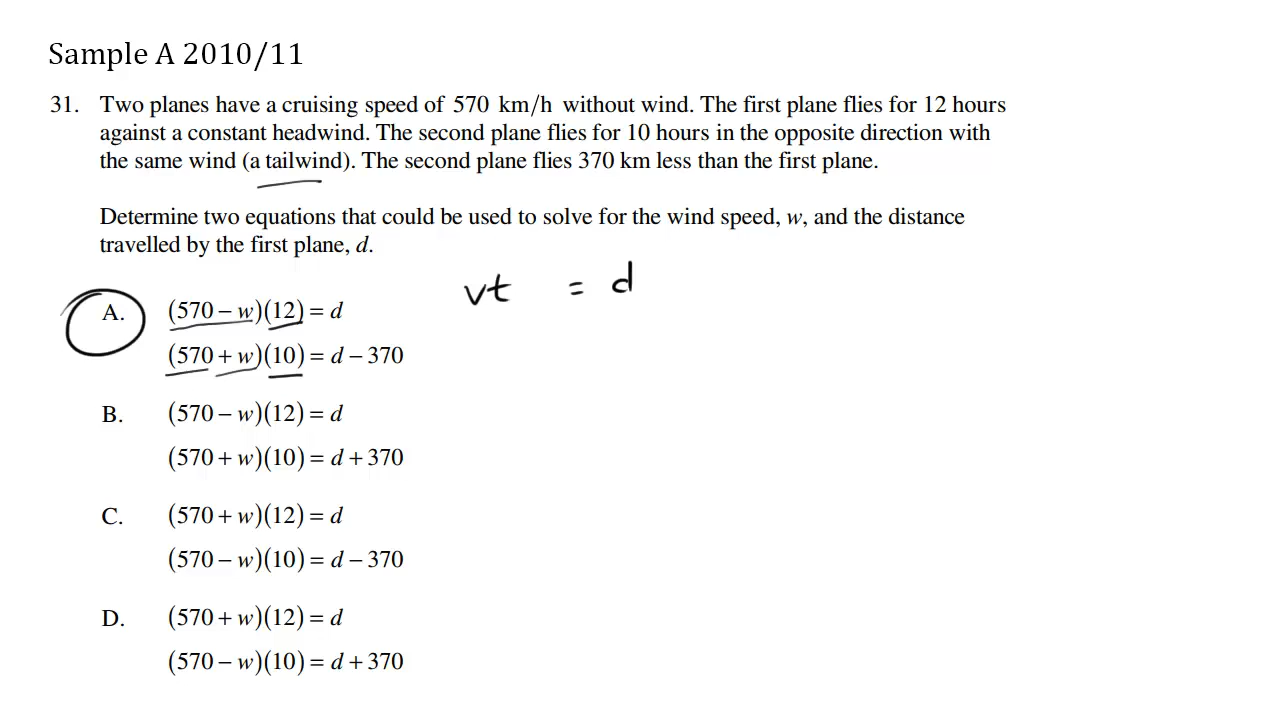 Sample A 2010/11
31. Two planes have a cruising speed of 570 km/h without wind. The first plane flies for 12 hours
against a constant headwind. The second plane flies for 10 hours in the opposite direction with
the same wind (a tailwind). The second plane flies 370 km less than the first plane.
Determine two equations that could be used to solve for the wind speed, w, and the distance
travelled by the first plane, d.
vt = d
A. (570 − w)(12) = d
(570 + w)(10) = d − 370
B. (570 − w)(12) = d
(570 + w)(10) = d + 370
C. (570 + w)(12) = d
(570 − w)(10) = d − 370
D. (570 + w)(12) = d
(570 − w)(10) = d + 370